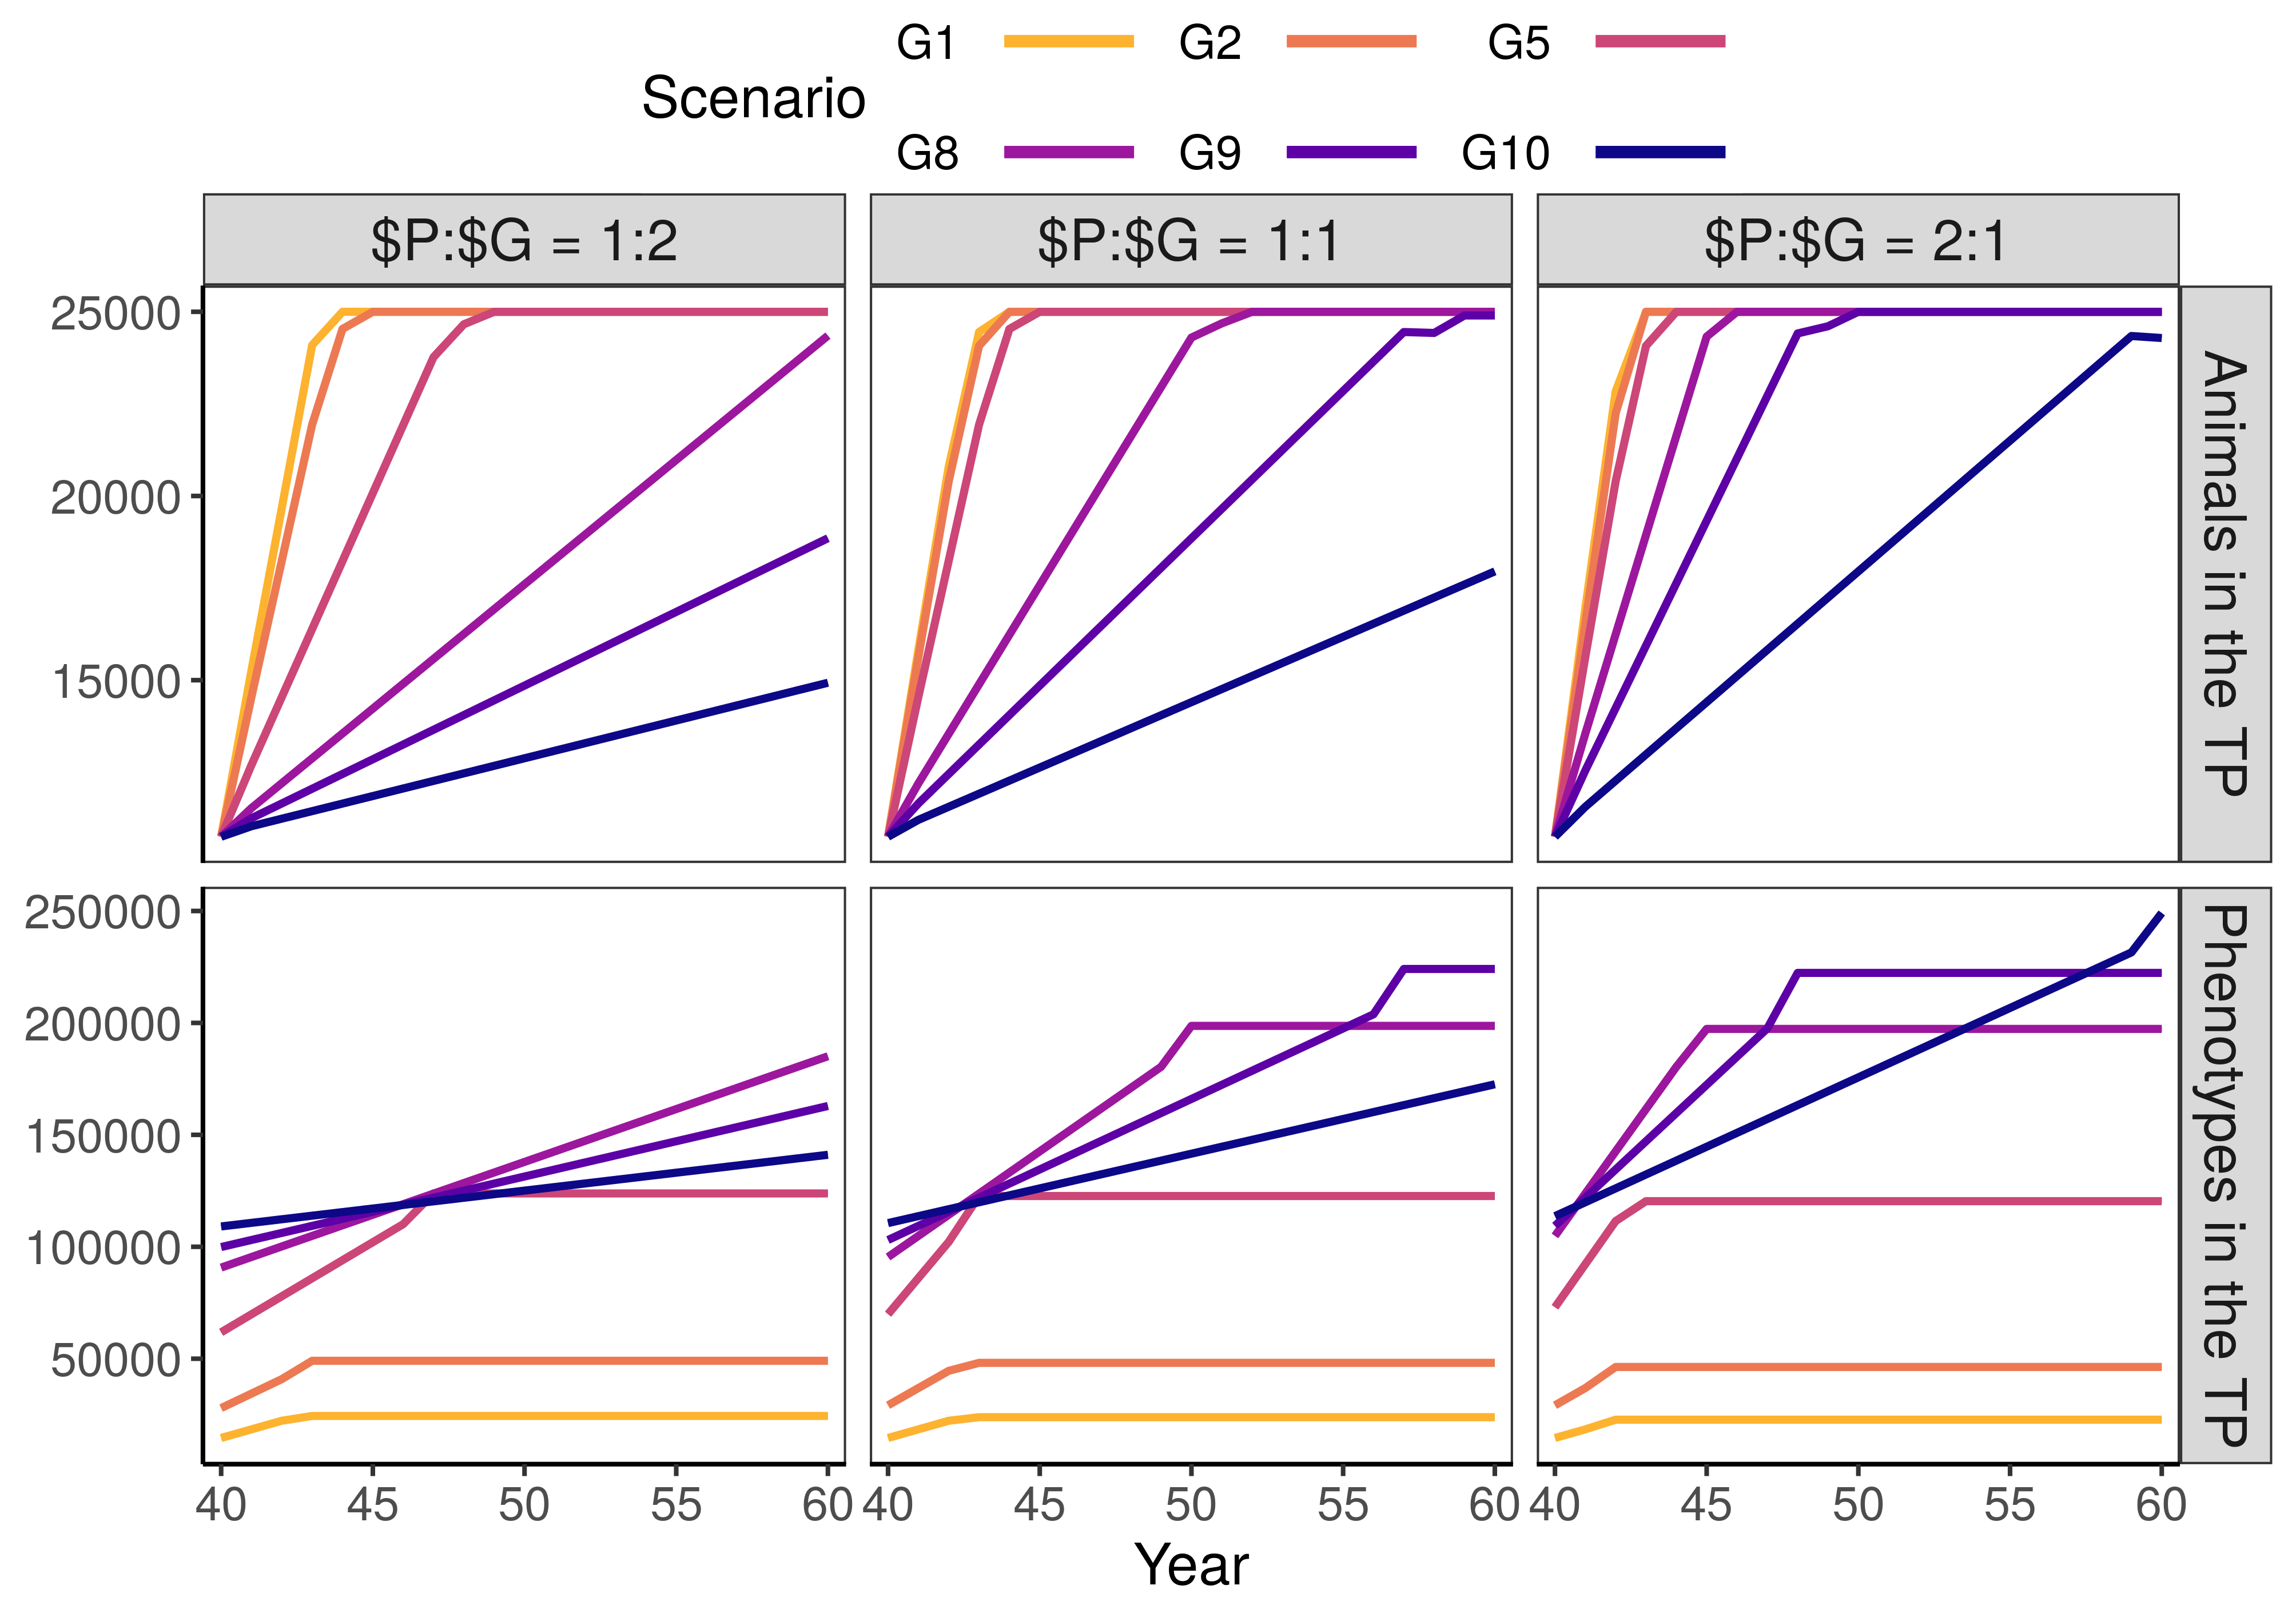 G1 G2 G5
Scenario
G8 G9 G10
$P:$G = 1:2 $P:$G = 1:1 $P:$G = 2:1
25000
20000
15000
Animals in the TP
250000
200000
150000
100000
50000
Phenotypes in the TP
40 45 50 55 60 40 45 50 55 60 40 45 50 55 60
Year